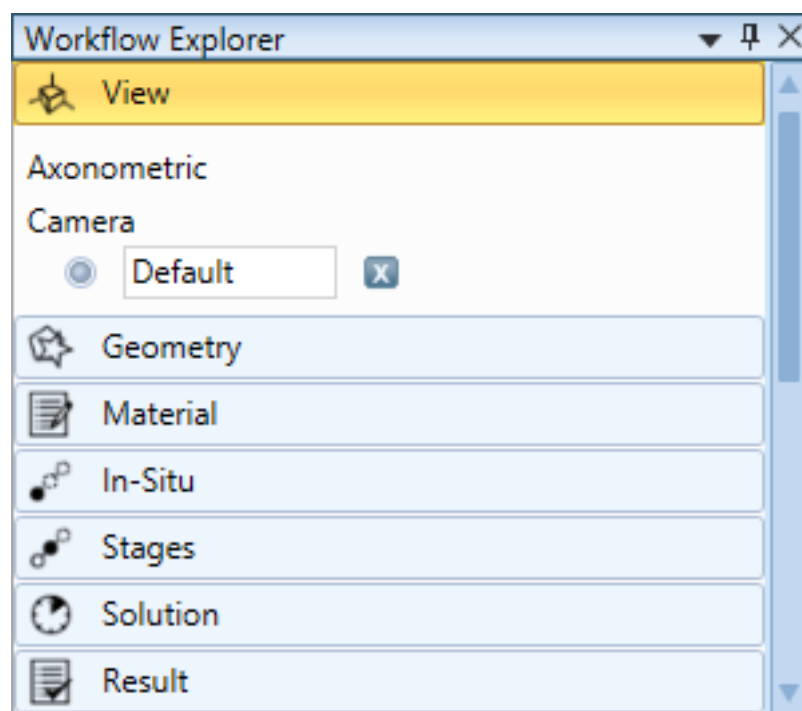 Workflow Explorer
View
Axonometric
Camera
Default
X
Geometry
Material
In-Situ
Stages
Solution
Result